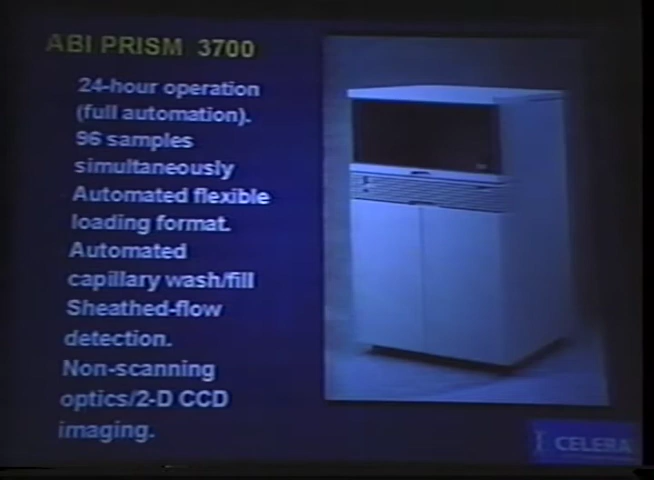 ABI PRISM 3700
24-hour operation
(full automation).
96 samples
simultaneously
Automated flexible
loading format.
Automated
capillary wash/fill
Sheathed-flow
detection.
Non-scanning
optics/2-D CCD
imaging.
CELERA